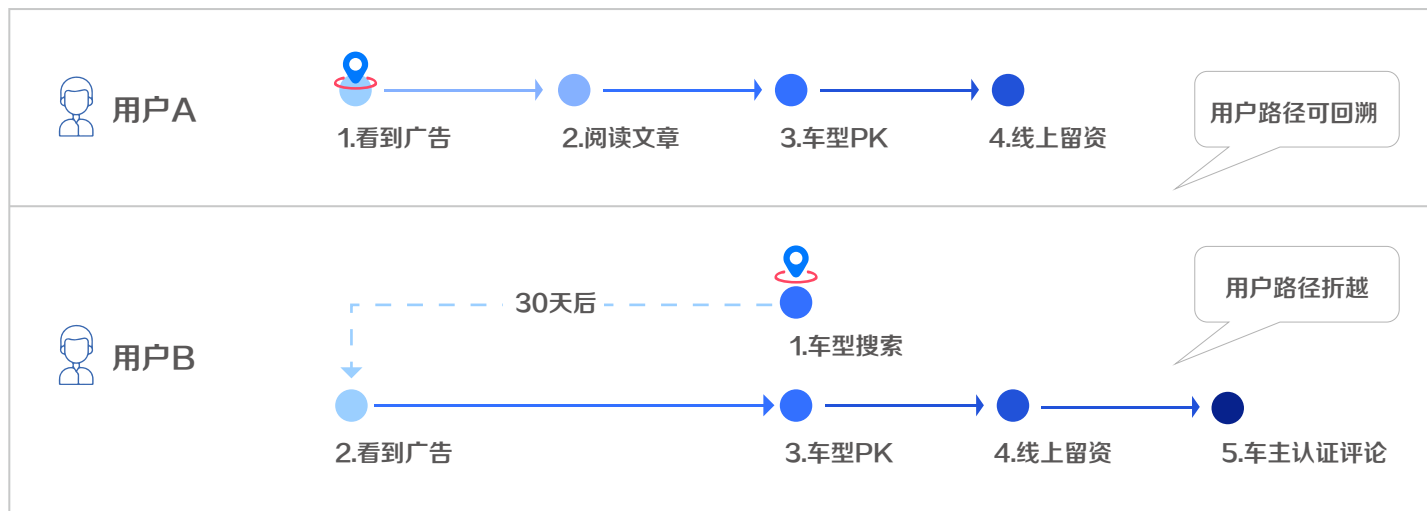 用户A
1.看到广告
2.阅读文章
3.车型PK
4.线上留资
用户路径可回溯
用户B
30天后
1.车型搜索
用户路径折越
2.看到广告
3.车型PK
4.线上留资
5.车主认证评论